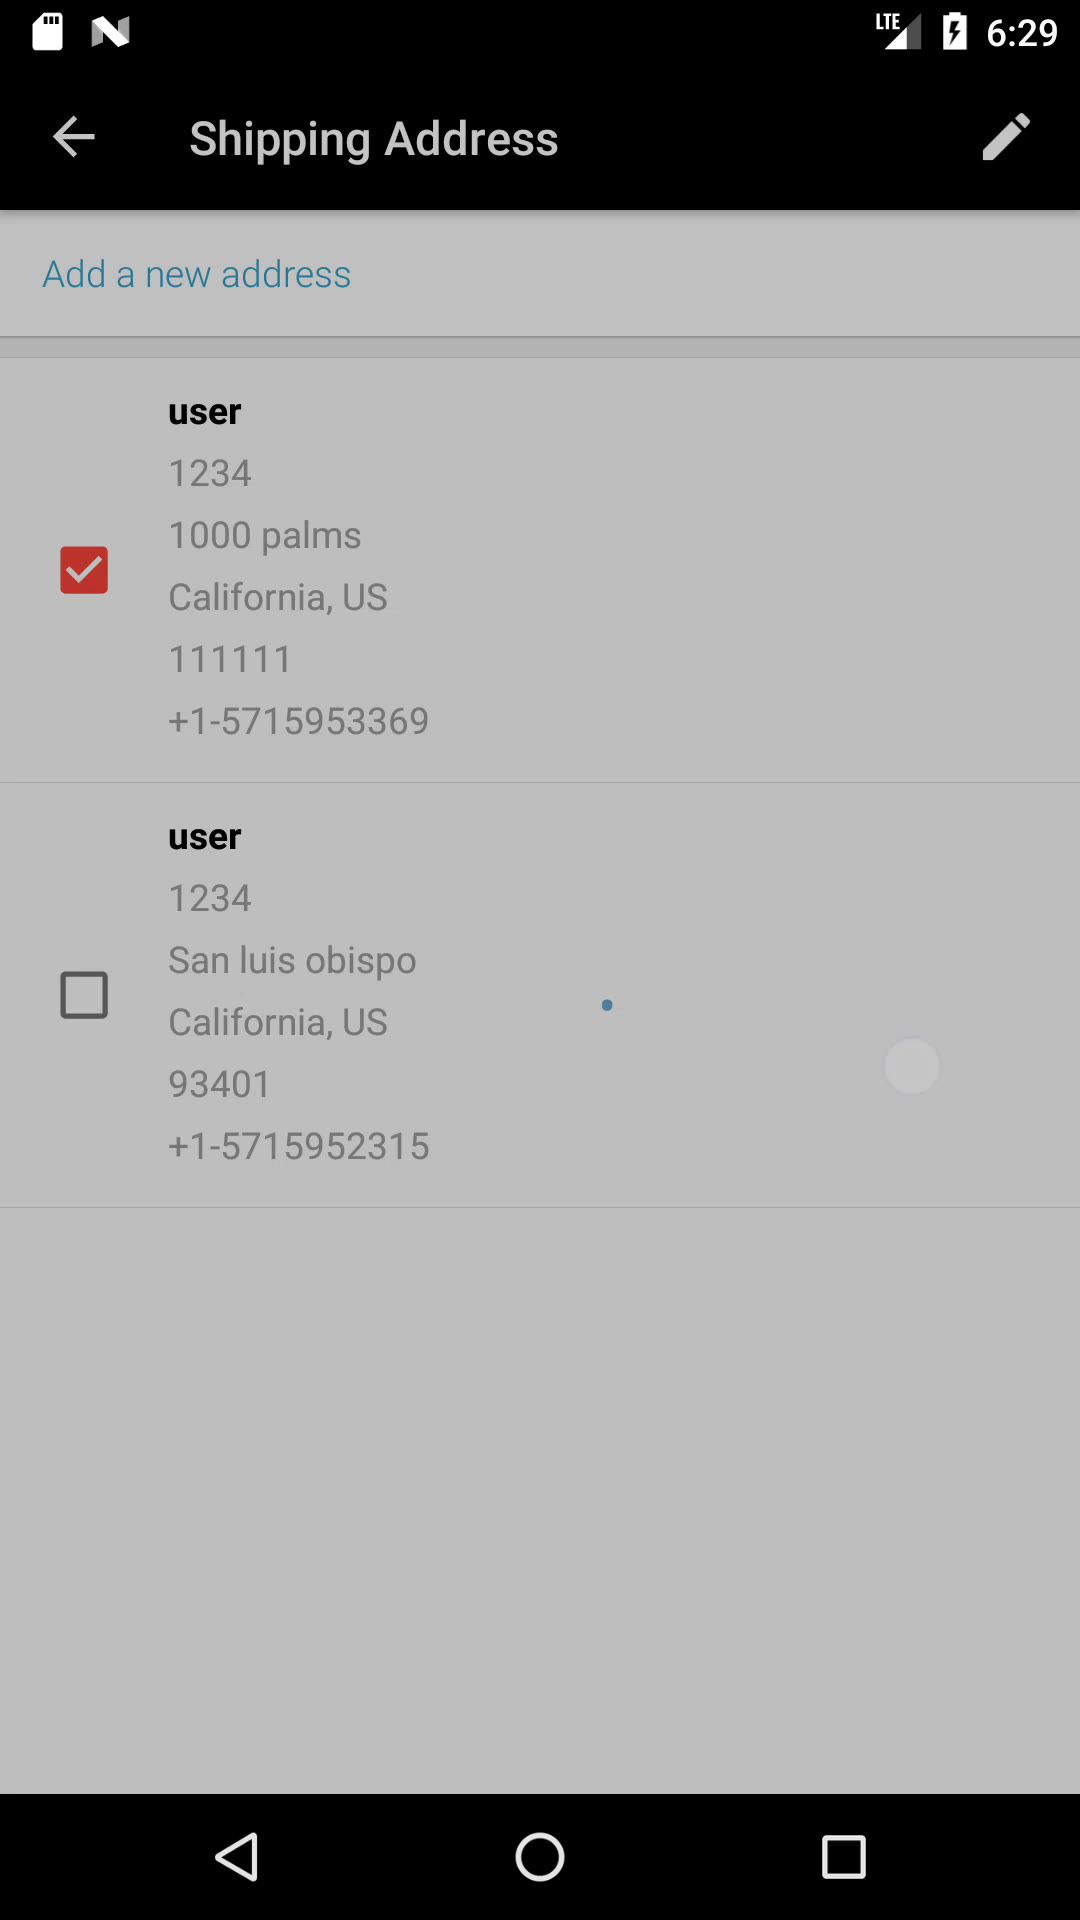 LTE 6:29
Shipping Address
Add a new address
user
1234
1000 palms
California, US
111111
+1-5715953369
user
1234
San luis obispo
California, US
93401
+1-5715952315